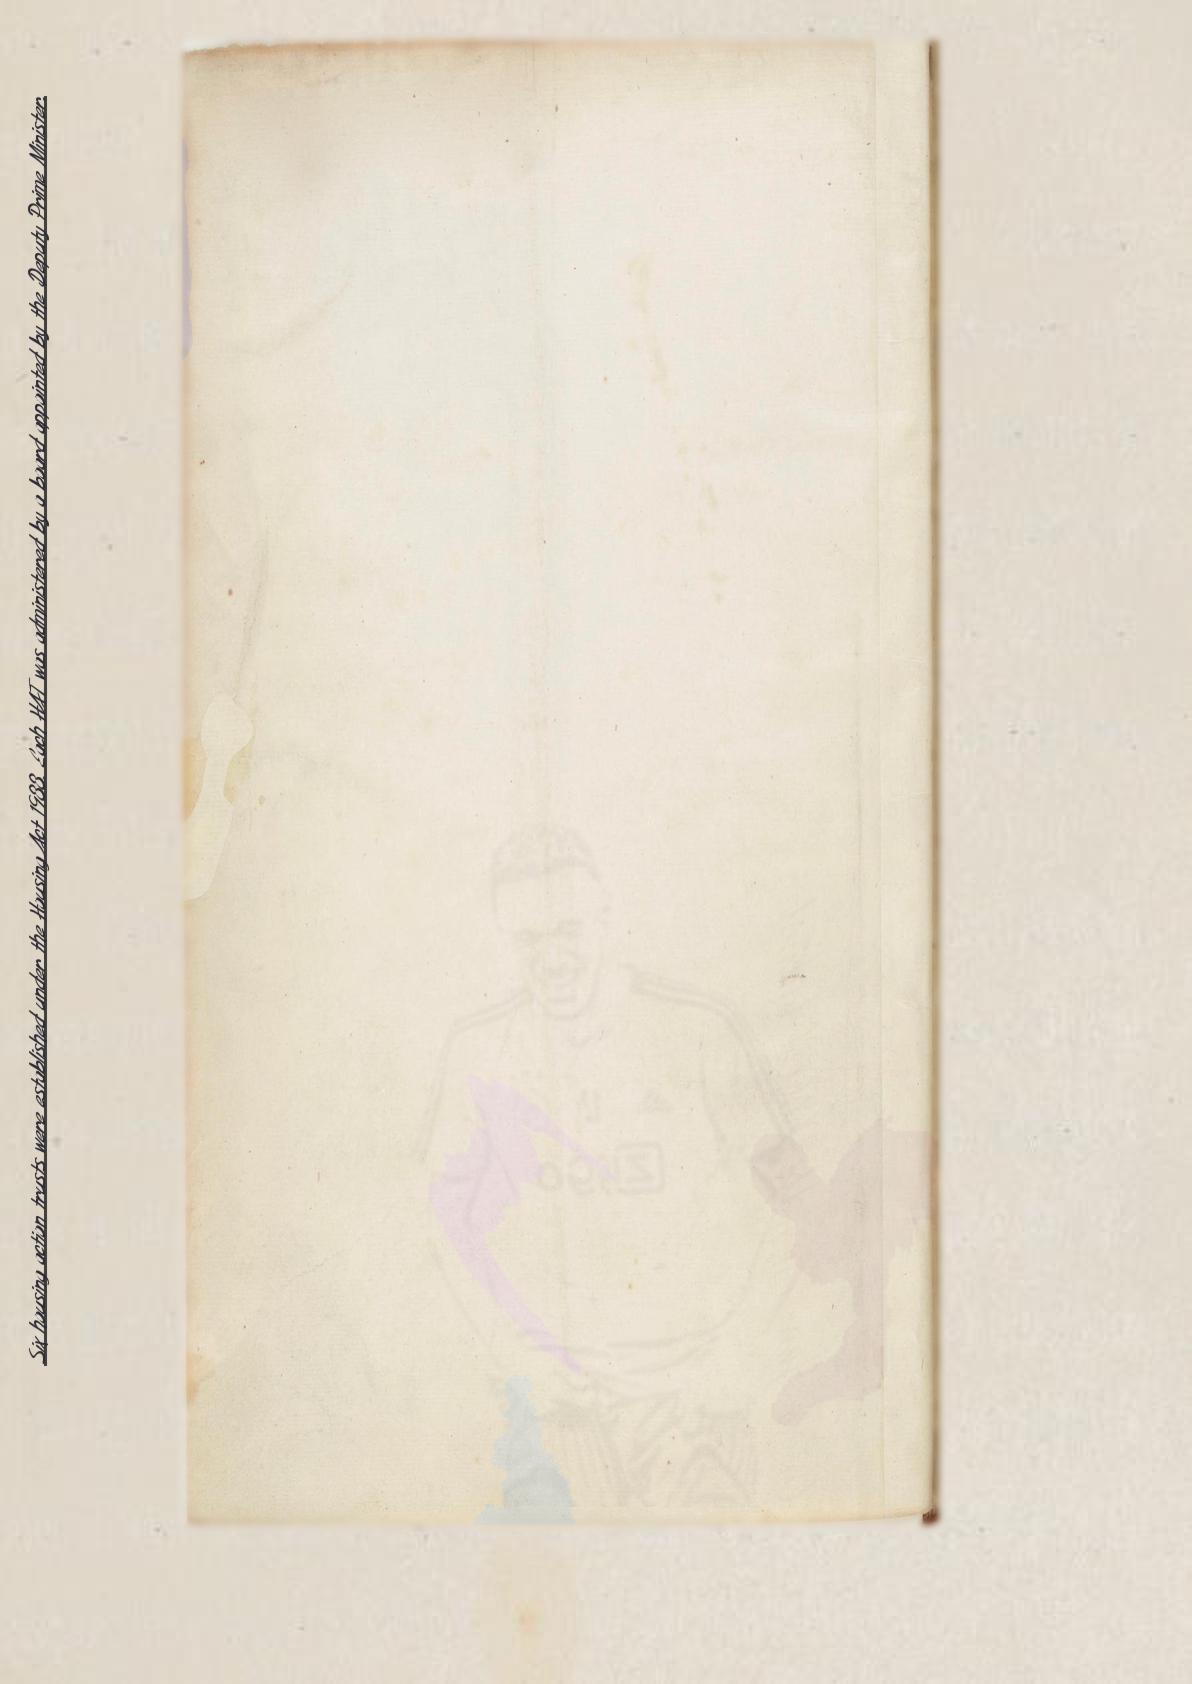 Six housing action trusts were established under the Housing Act 1988. Each HAT was administered by a board appointed by the Deputy Prime Minister.